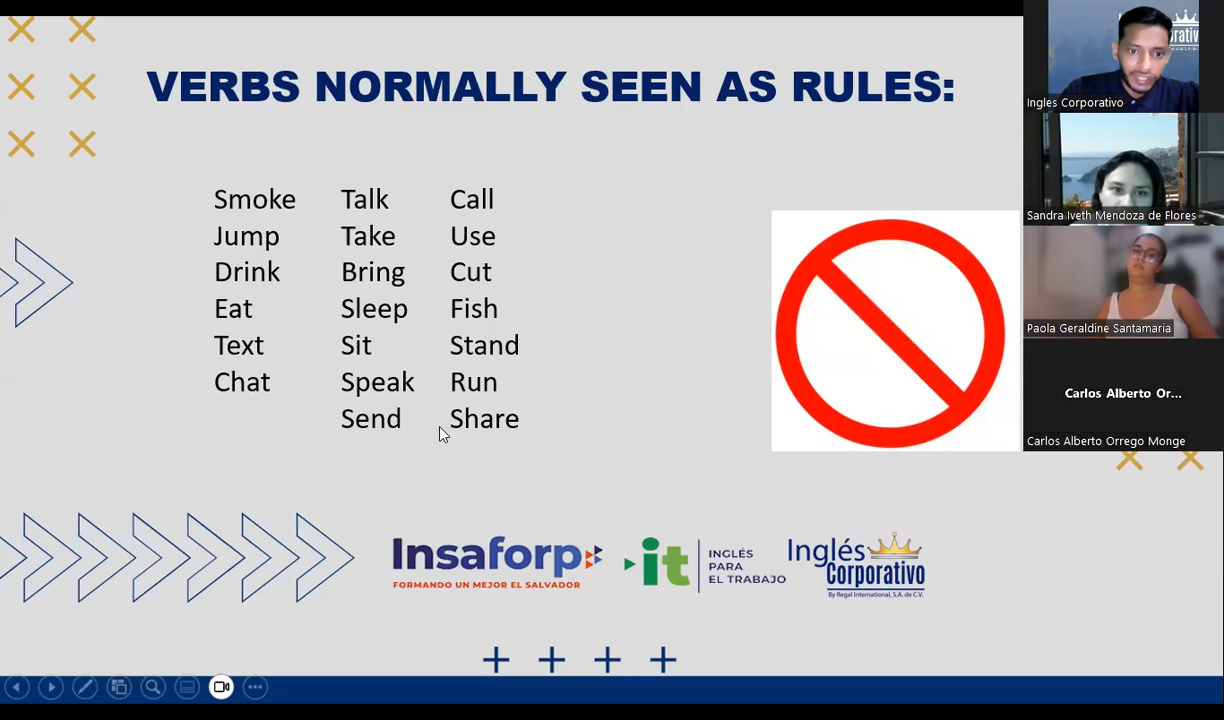 VERBS NORMALLY SEEN AS RULES:
Smoke Talk Call
Jump Take Use
Drink Bring Cut
Eat Sleep Fish
Text Sit Stand
Chat Speak Run
Send Share
Insaforp
FORMANDO UN MEJOR EL SALVADOR
it
INGLÉS
PARA
EL TRABAJO
Inglés
Corporativo
By Regal International, S.A. de C.V.
orativ
Ingles Corporativo
Sandra Iveth Mendoza de Flores
Paola Geraldine Santamaria
Carlos Alberto Or...
Carlos Alberto Orrego Monge